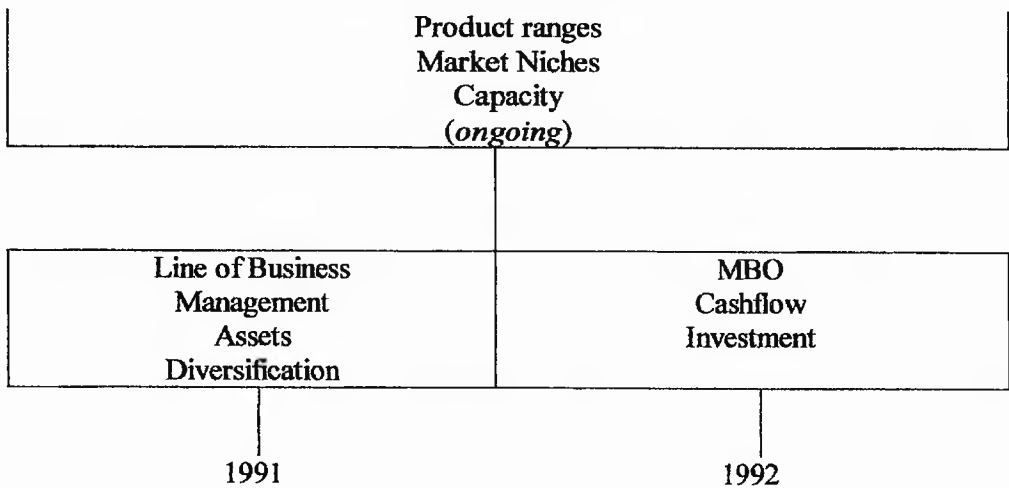 Product ranges
Market Niches
Capacity
(ongoing)
Line of Business
Management
Assets
Diversification
MBO
Cashflow
Investment
1991
1992